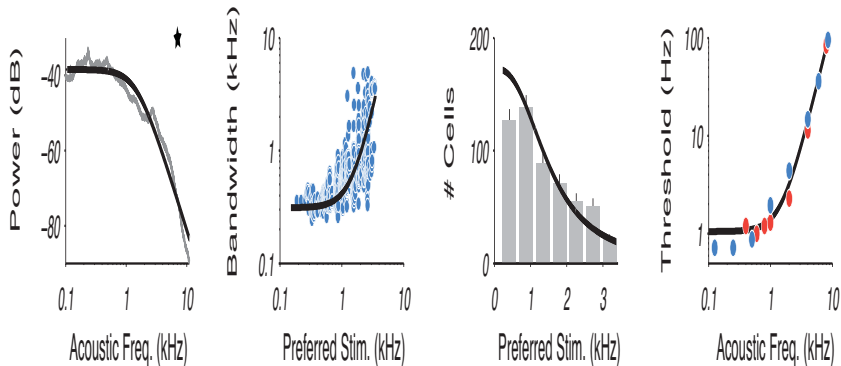 Power (dB)
−40
−60
−80
0.1 1 10
Acoustic Freq. (kHz)
Bandwidth (kHz)
10
1
0.1
0.1 1 10
Preferred Stim. (kHz)
# Cells
200
100
0
0 1 2 3
Preferred Stim. (kHz)
Threshold (Hz)
100
10
1
0.1 1 10
Acoustic Freq. (kHz)